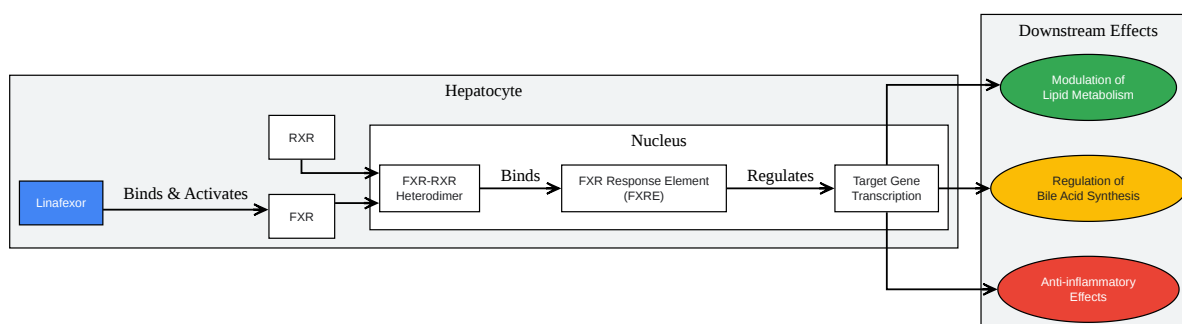 Downstream Effects
Modulation of
Lipid Metabolism
Hepatocyte
RXR
Nucleus
Linafexor
Binds & Activates
FXR
FXR-RXR
Heterodimer
Binds
FXR Response Element
(FXRE)
Regulates
Target Gene
Transcription
Regulation of
Bile Acid Synthesis
Anti-inflammatory
Effects